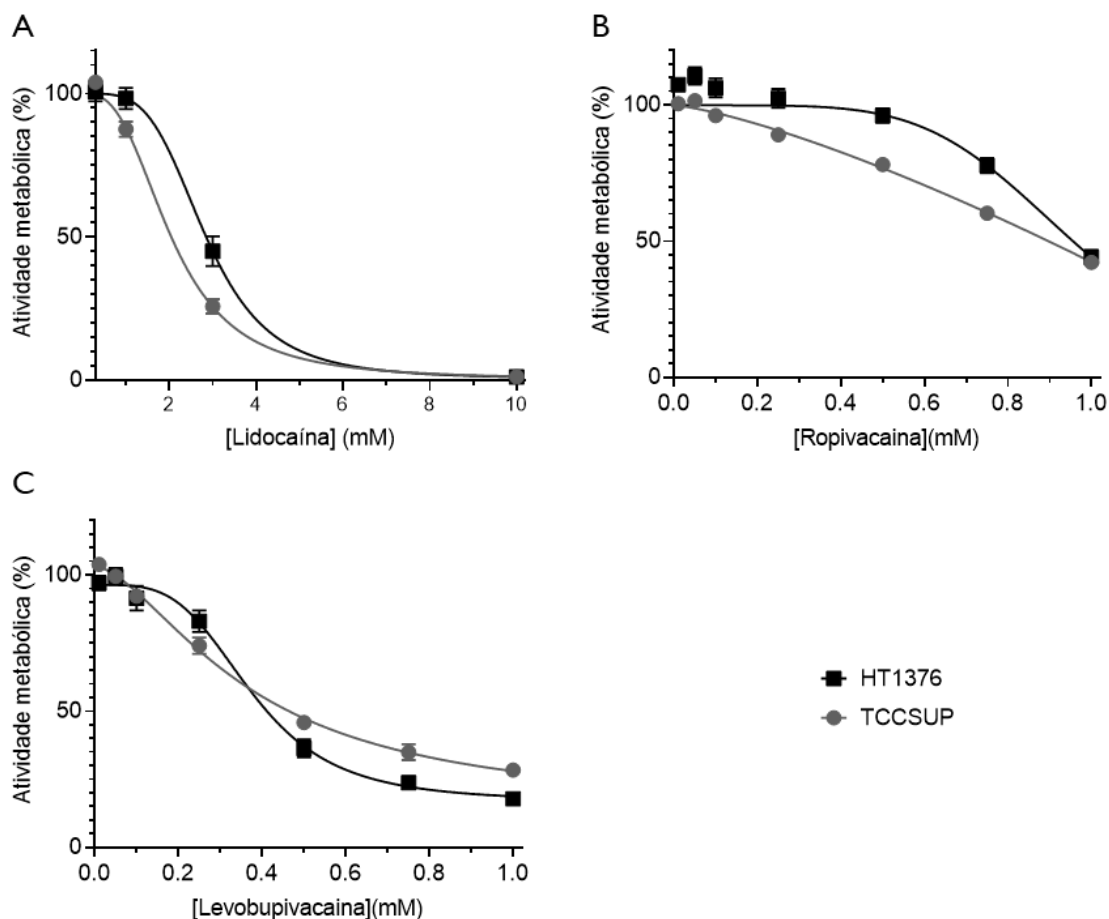 A
Atividade metabólica (%)
100
50
0
2
4
6
8
10
[Lidocaína] (mM)
B
Atividade metabólica (%)
100
50
0
0.0
0.2
0.4
0.6
0.8
1.0
[Ropivacaina](mM)
C
Atividade metabólica (%)
100
50
0
0.0
0.2
0.4
0.6
0.8
1.0
[Levobupivacaina](mM)
HT1376
TCCSUP